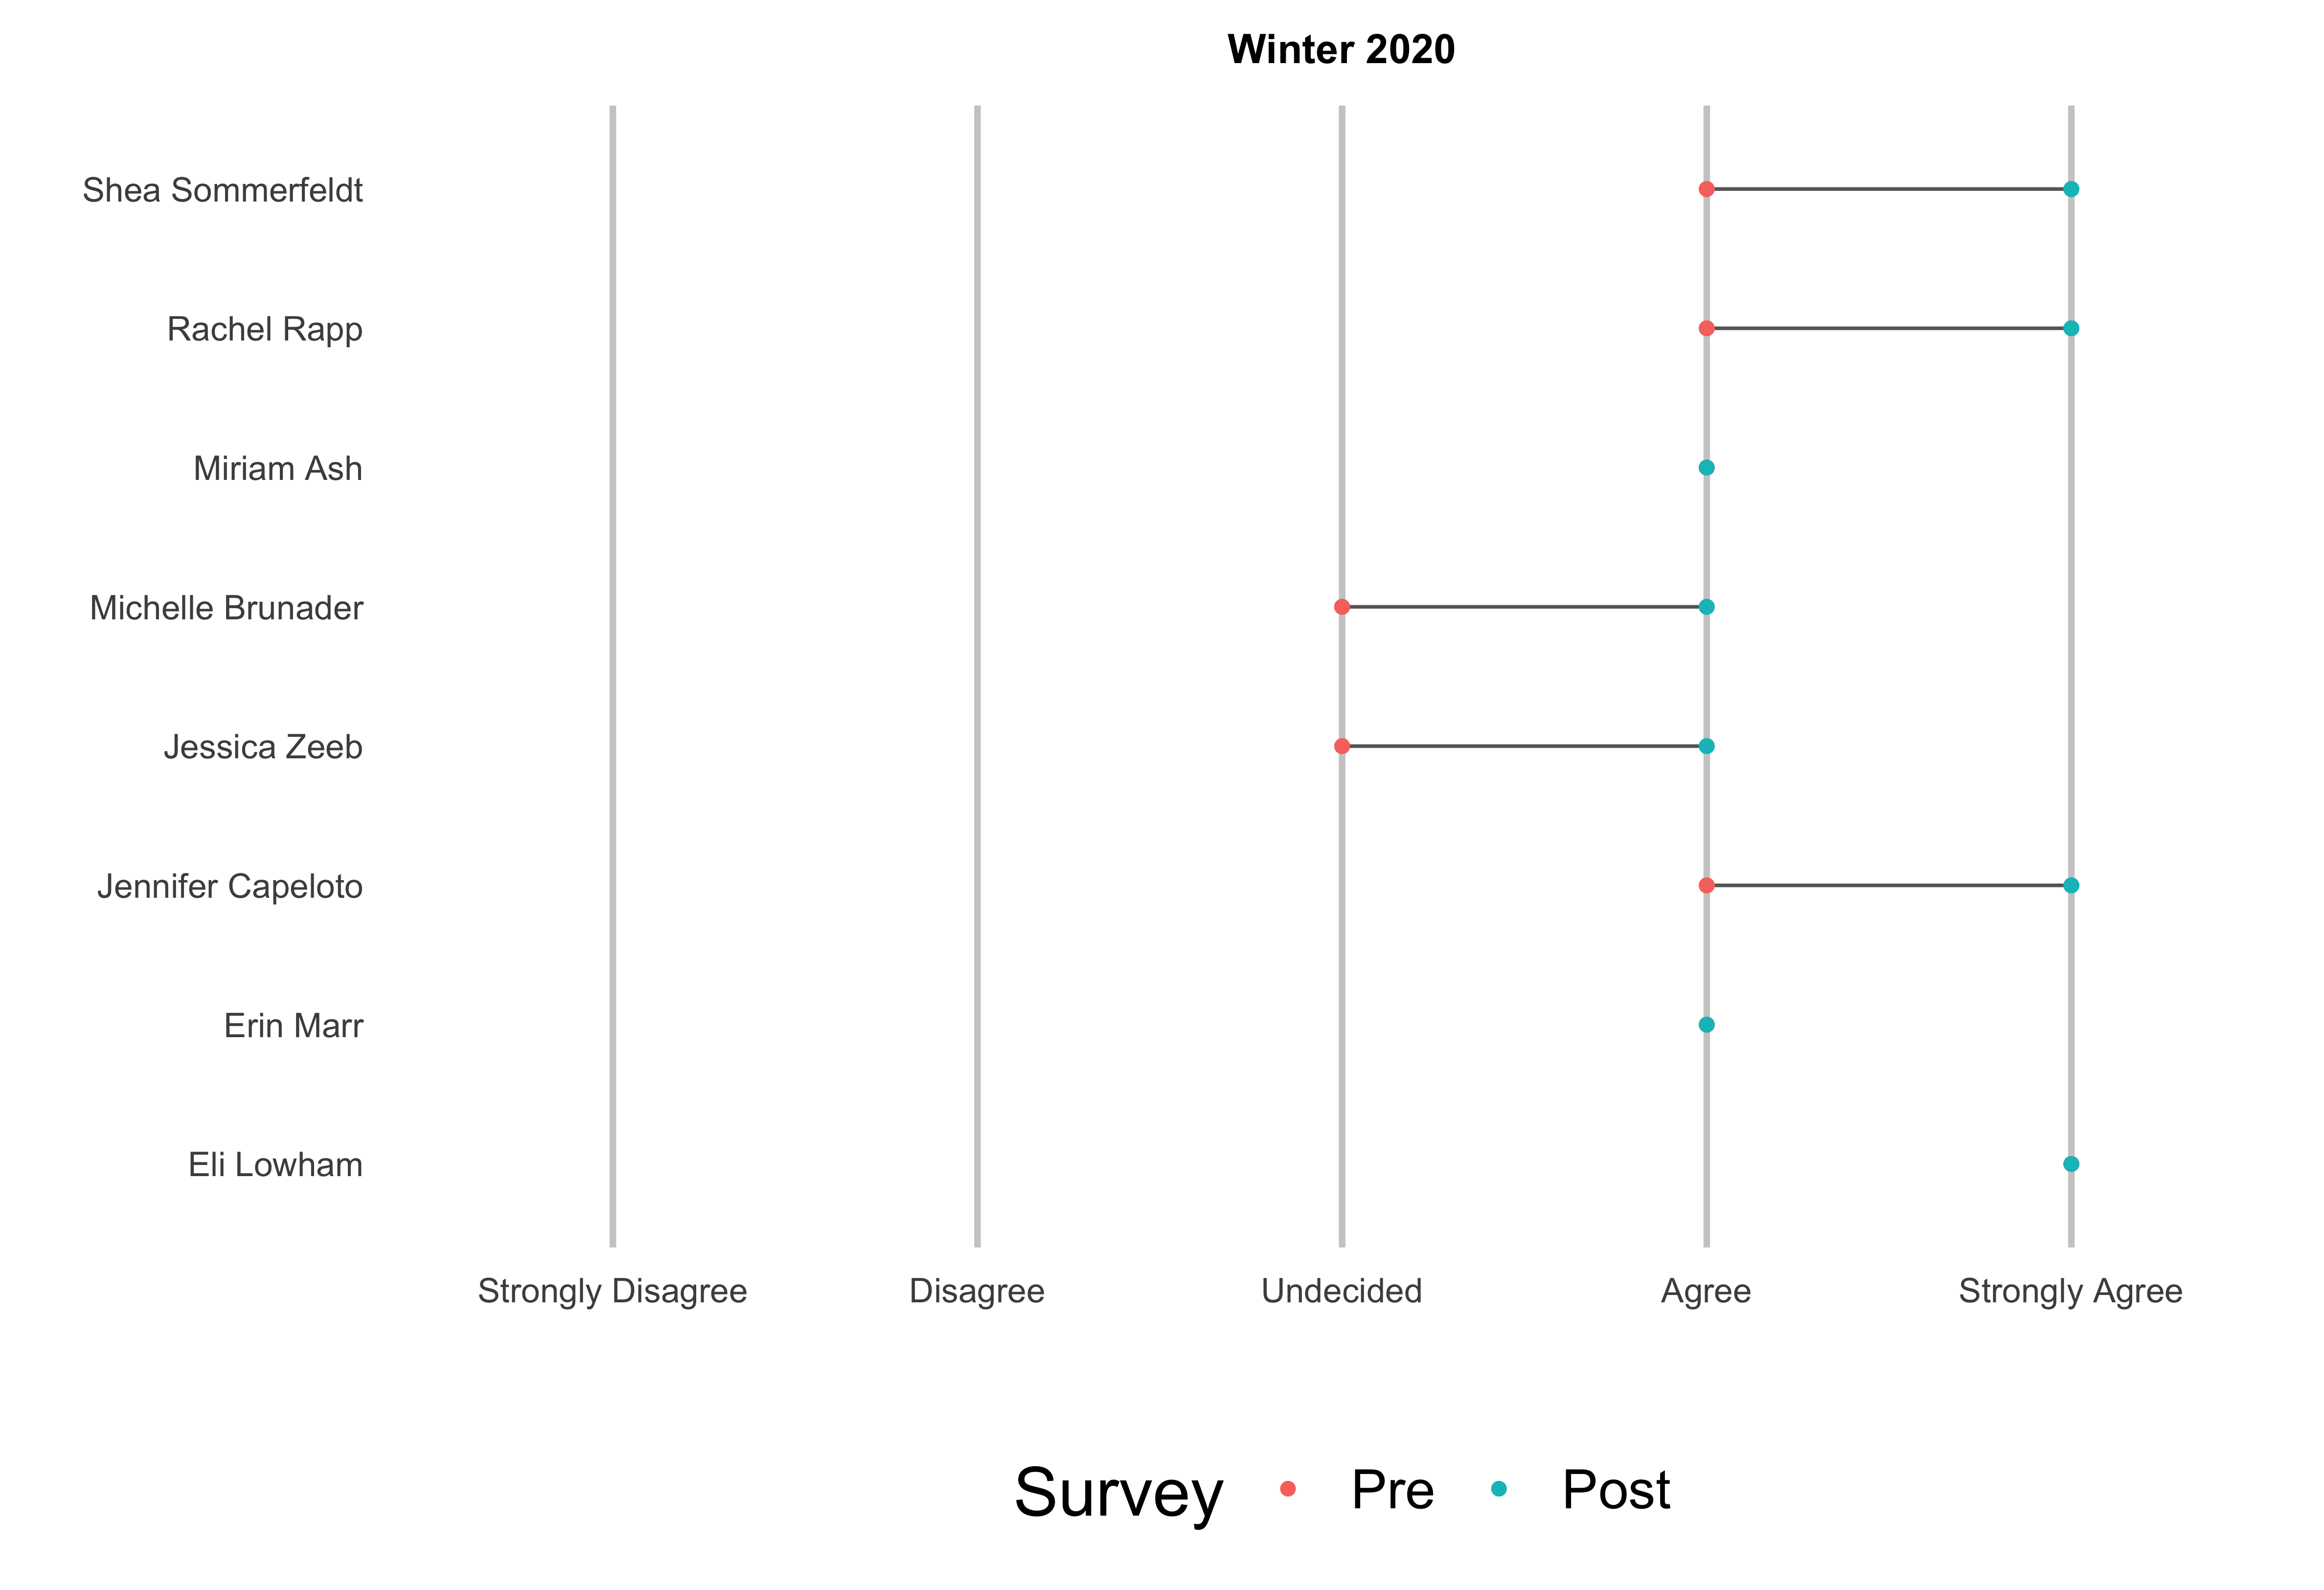 Winter 2020
Shea Sommerfeldt
Rachel Rapp
Miriam Ash
Michelle Brunader
Jessica Zeeb
Jennifer Capeloto
Erin Marr
Eli Lowham
Strongly Disagree Disagree Undecided Agree Strongly Agree
Survey Pre Post